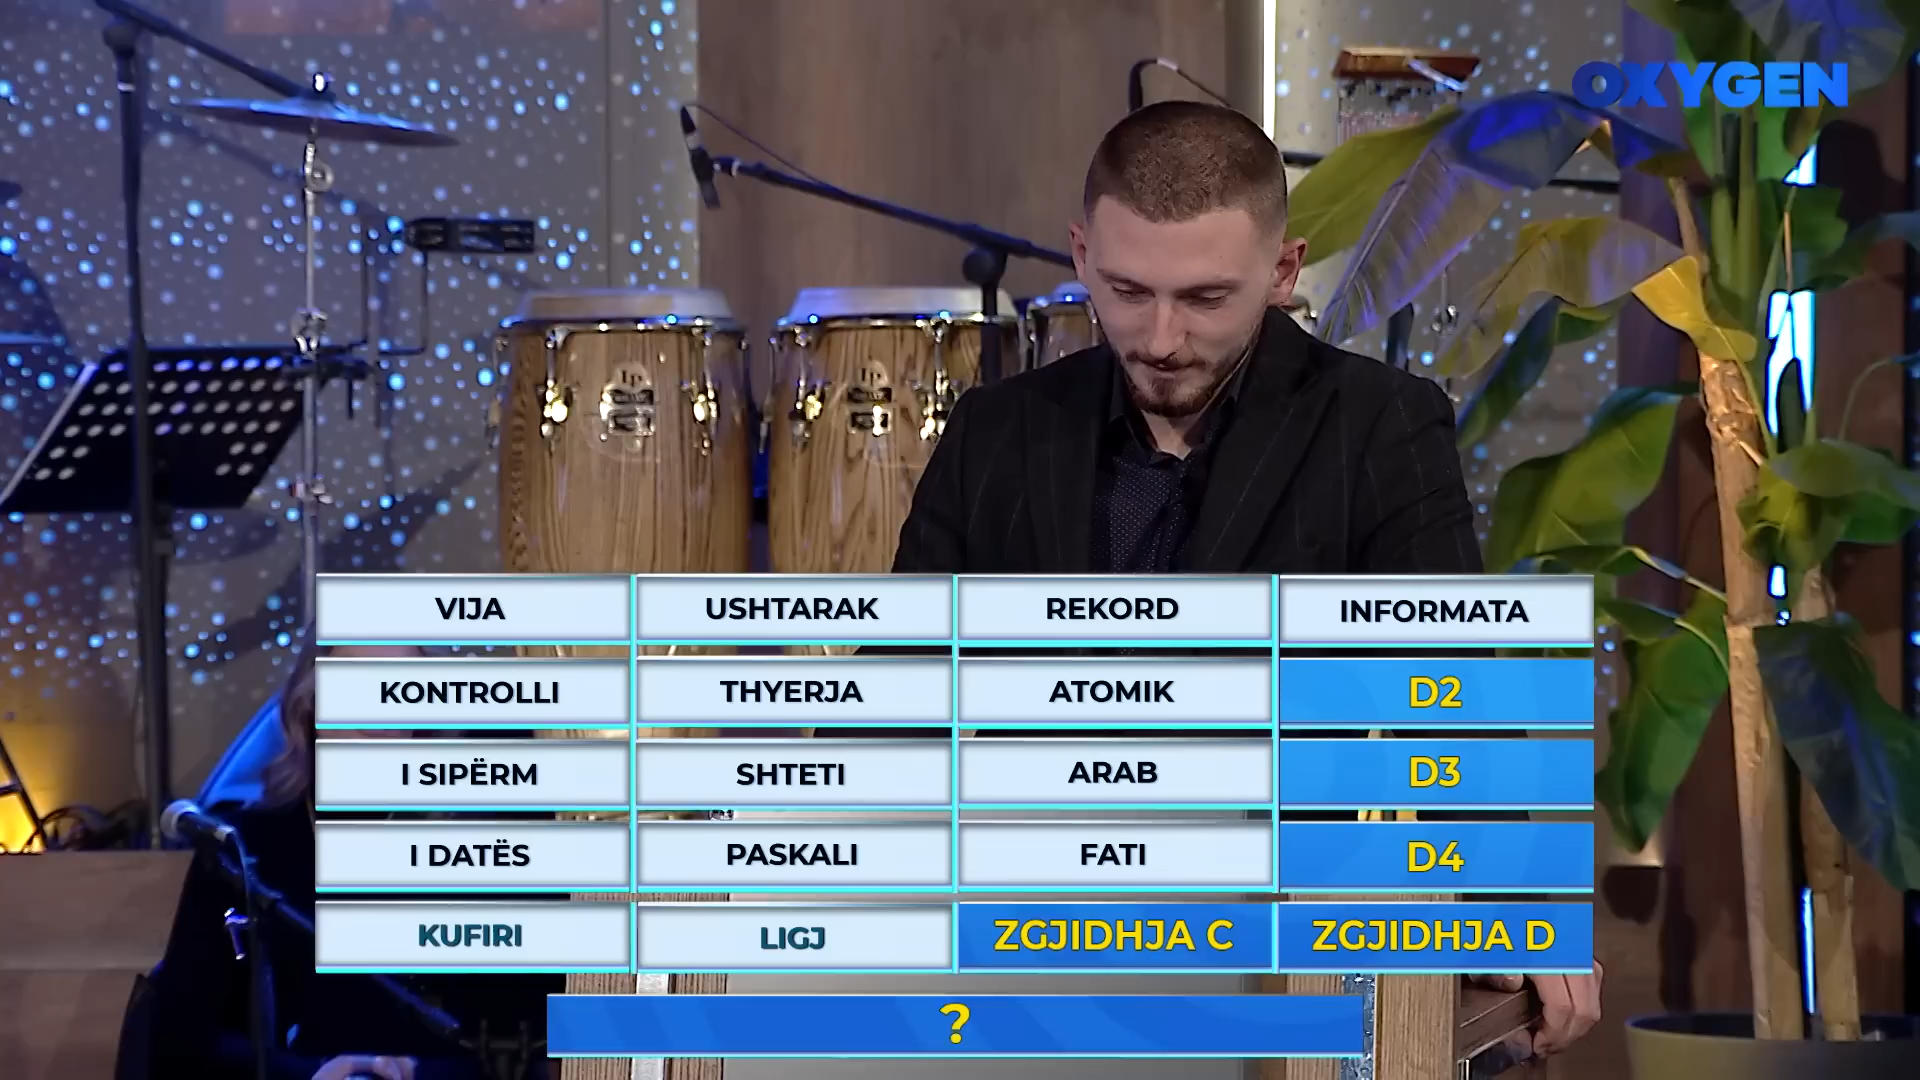 OXYGEN
VIJA
USHTARAK
REKORD
INFORMATA
KONTROLLI
THYERJA
ATOMIK
D2
I SIPËRM
SHTETI
ARAB
D3
I DATËS
PASKALI
FATI
D4
KUFIRI
LIGJ
ZGJIDHJA C
ZGJIDHJA D
?